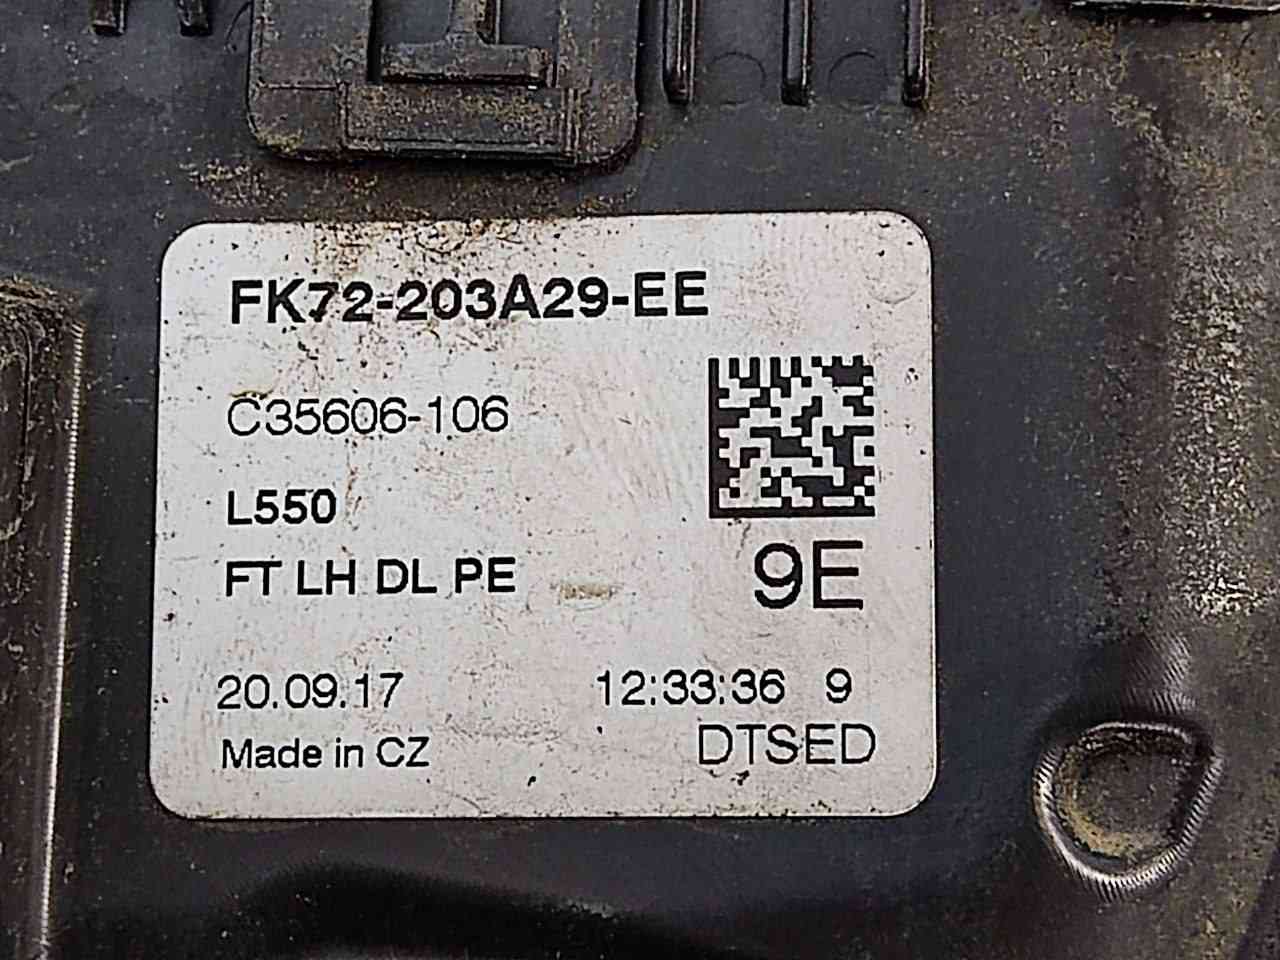 FK72-203A29-EE
C35606-106
L550
FT LH DL PE
9E
20.09.17 12:33:36 9
Made in CZ DTSED